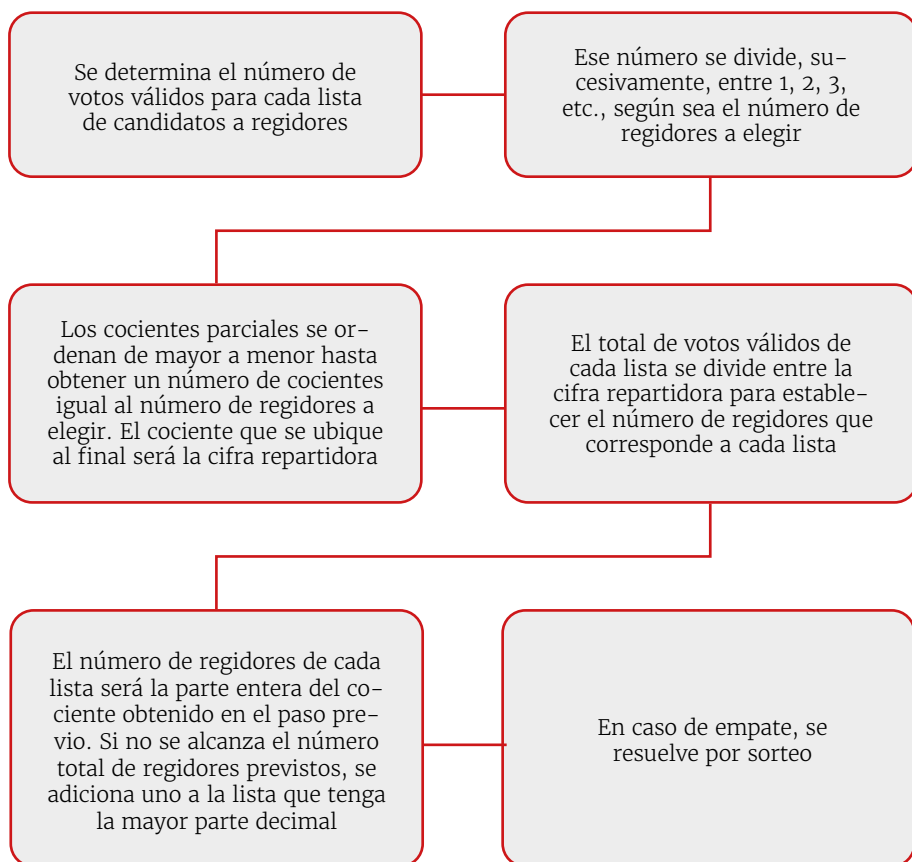 Se determina el número de
votos válidos para cada lista
de candidatos a regidores
Ese número se divide, su-
cesivamente, entre 1, 2, 3,
etc., según sea el número de
regidores a elegir
Los cocientes parciales se or-
denan de mayor a menor hasta
obtener un número de cocientes
igual al número de regidores a
elegir. El cociente que se ubique
al final será la cifra repartidora
El total de votos válidos de
cada lista se divide entre la
cifra repartidora para estable-
cer el número de regidores que
corresponde a cada lista
El número de regidores de cada
lista será la parte entera del co-
ciente obtenido en el paso pre-
vio. Si no se alcanza el número
total de regidores previstos, se
adiciona uno a la lista que tenga
la mayor parte decimal
En caso de empate, se
resuelve por sorteo